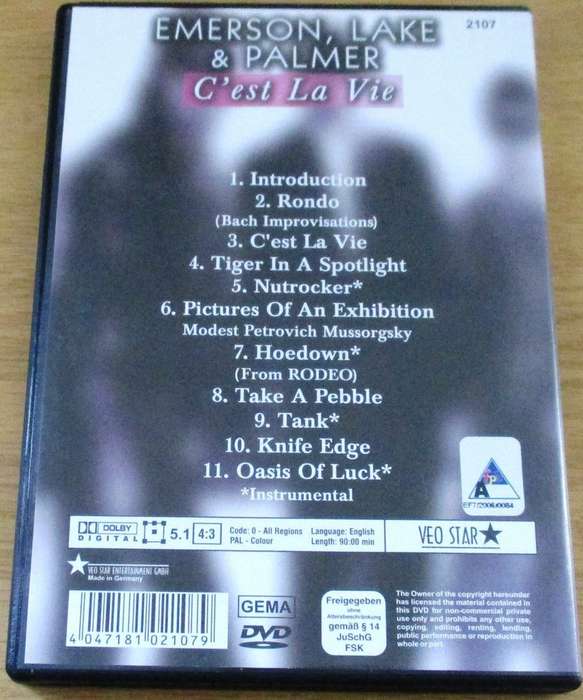 EMERSON, LAKE
2107
& PALMER
C'est La Vie
1. Introduction
2. Rondo
(Bach Improvisations)
3. C'est La Vie
4. Tiger In A Spotlight
5. Nutrocker*
6. Pictures Of An Exhibition
Modest Petrovich Mussorgsky
7. Hoedown*
(From RODEO)
8. Take A Pebble
9. Tank*
10. Knife Edge
11. Oasis Of Luck*
*Instrumental
A
DOLBY
DIGITAL
5.1
4:3
Code: 0 - All Regions Language: English
PAL - Colour Length: 90:00 min
VEO STAR
VEO STAR ENTERTAINMENT GMBH
Made in Germany
4 047181 021079
GEMA
DVD
Freigegeben
ohne
Altersbeschränkung
gemäß § 14
JuSchG
FSK
The Owner of the copyright hereunder
has licensed the material contained in
this DVD for non-commercial private
use only and prohibits any other use,
copying, editing, renting, lending,
public performance or reproduction in
whole or part.